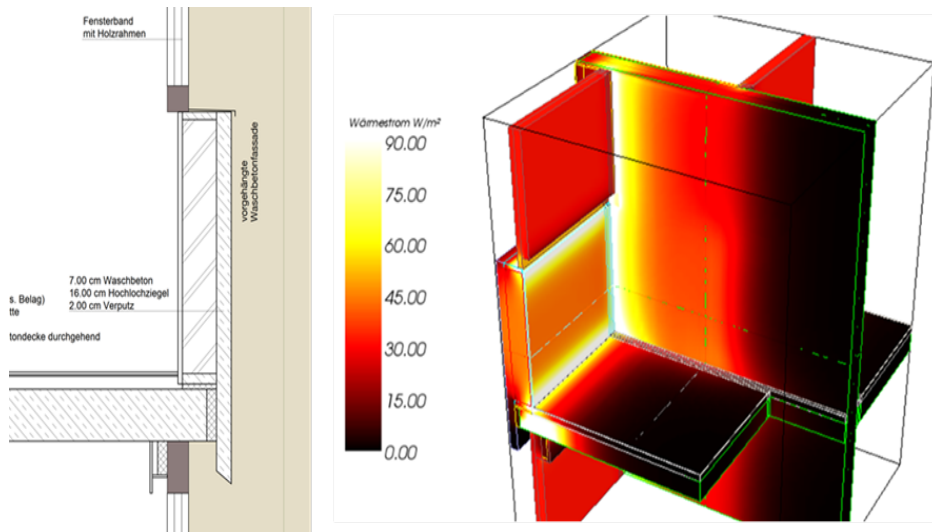 Fensterband
mit Holzrahmen
vorgehängte
Waschbetonfassade
7.00 cm Waschbeton
16.00 cm Hochlochziegel
2.00 cm Verputz
s. Belag)
tte
tondecke durchgehend
Wärmestrom W/m²
90.00
75.00
60.00
45.00
30.00
15.00
0.00